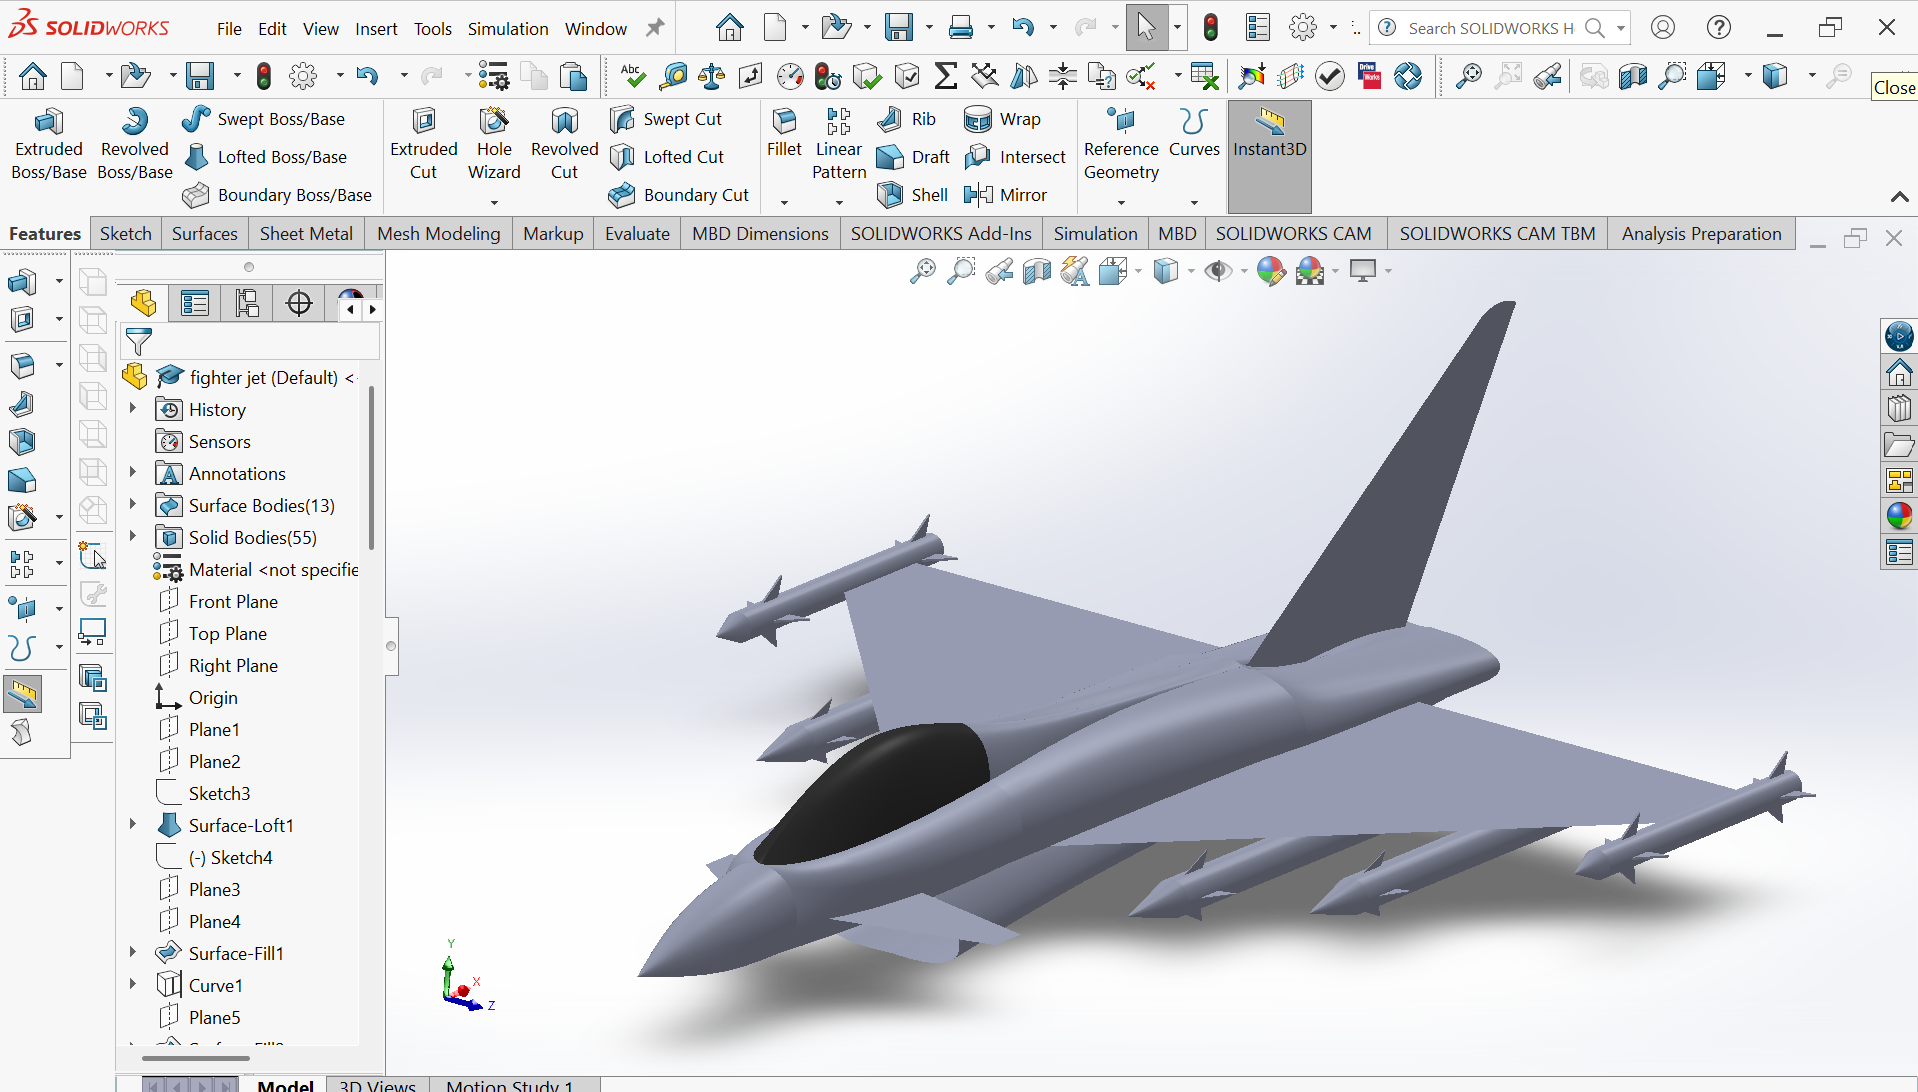 SOLIDWORKS File Edit View Insert Tools Simulation Window Search SOLIDWORKS H
Close
Extruded Boss/Base
Revolved Boss/Base
Swept Boss/Base
Lofted Boss/Base
Boundary Boss/Base
Extruded Cut
Hole Wizard
Revolved Cut
Swept Cut
Lofted Cut
Boundary Cut
Fillet
Linear Pattern
Rib
Draft
Shell
Wrap
Intersect
Mirror
Reference Geometry
Curves
Instant3D
Features Sketch Surfaces Sheet Metal Mesh Modeling Markup Evaluate MBD Dimensions SOLIDWORKS Add-Ins Simulation MBD SOLIDWORKS CAM SOLIDWORKS CAM TBM Analysis Preparation
fighter jet (Default) <
History
Sensors
Annotations
Surface Bodies(13)
Solid Bodies(55)
Material <not specifie
Front Plane
Top Plane
Right Plane
Origin
Plane1
Plane2
Sketch3
Surface-Loft1
(-) Sketch4
Plane3
Plane4
Surface-Fill1
Curve1
Plane5
Y
X
Z
Model 3D Views Motion Study 1